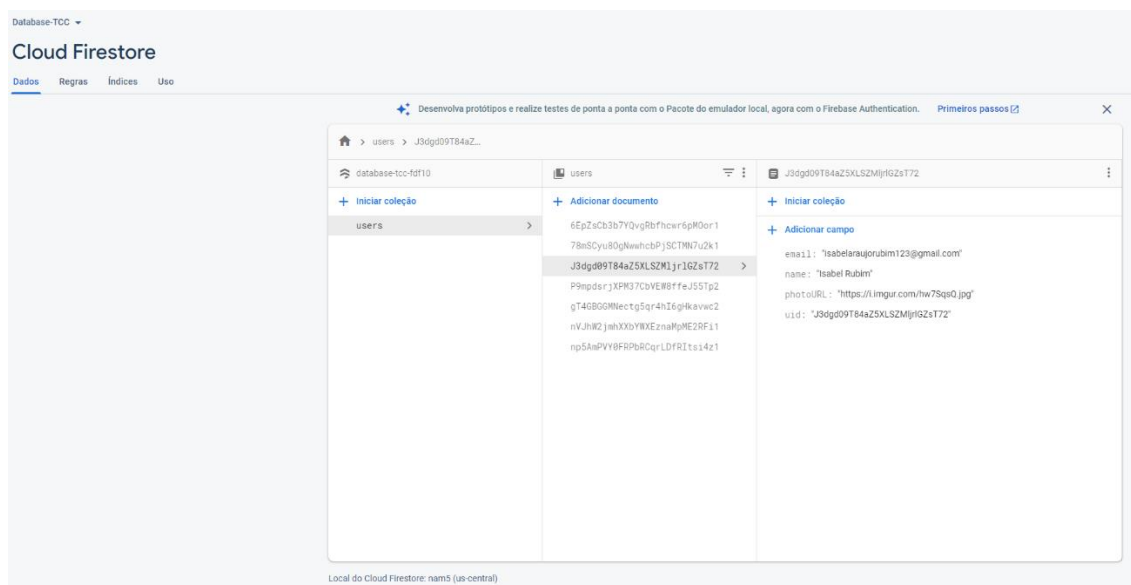 Database-TCC
Cloud Firestore
Dados Regras Índices Uso
Desenvolva protótipos e realize testes de ponta a ponta com o Pacote do emulador local, agora com o Firebase Authentication. Primeiros passos
users > J3dgd09T84aZ...
database-tcc-fdf10
+ Iniciar coleção
users
users
+ Adicionar documento
6EpZsCb3b7YQvgRbfhcwr6pMOor1
78mSCyu8OgNwwhcbPjSCTMN7u2k1
J3dgd09T84aZ5XLSZMljrlGZsT72
P9mpdsrjXPM37CbVEW8ffeJ55Tp2
gT4GBGGMNectg5qr4hI6gHkavwc2
nVJhW2jmhXXbYWXEznaMpME2RFi1
np5AmPVY0FRPbRCqrLDfRItsi4z1
J3dgd09T84aZ5XLSZMljrlGZsT72
+ Iniciar coleção
+ Adicionar campo
email: "isabelaraujorubim123@gmail.com"
name: "Isabel Rubim"
photoURL: "https://i.imgur.com/hw7SqsQ.jpg"
uid: "J3dgd09T84aZ5XLSZMljrlGZsT72"
Local do Cloud Firestore: nam5 (us-central)